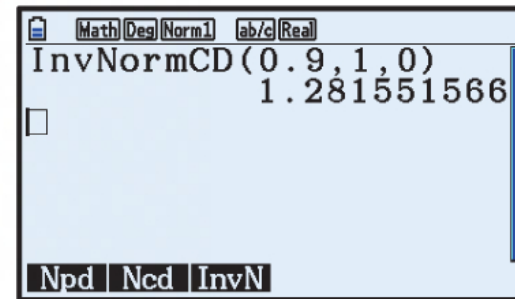 Math Deg Norm1 ab/c Real
InvNormCD(0.9,1,0)
1.281551566
Npd Ncd InvN